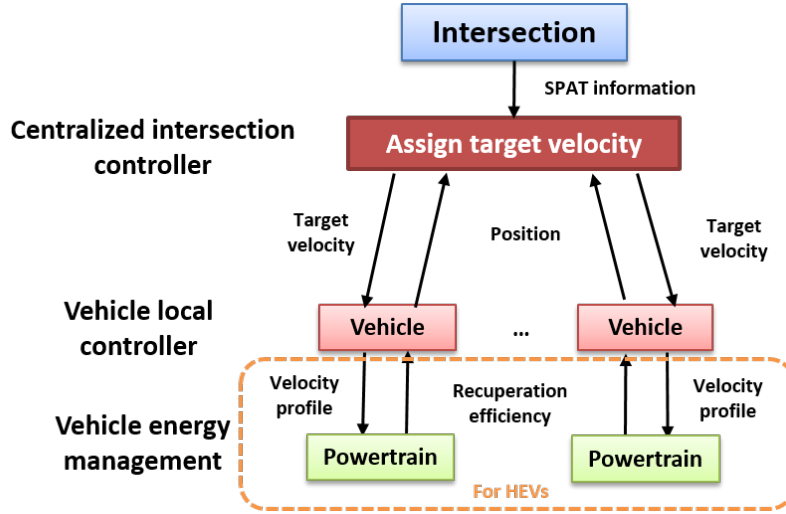 Intersection
SPAT information
Centralized intersection
controller
Assign target velocity
Target
velocity
Position
Target
velocity
Vehicle local
controller
Vehicle
...
Vehicle
Velocity
profile
Recuperation
efficiency
Velocity
profile
Vehicle energy
management
Powertrain
Powertrain
For HEVs